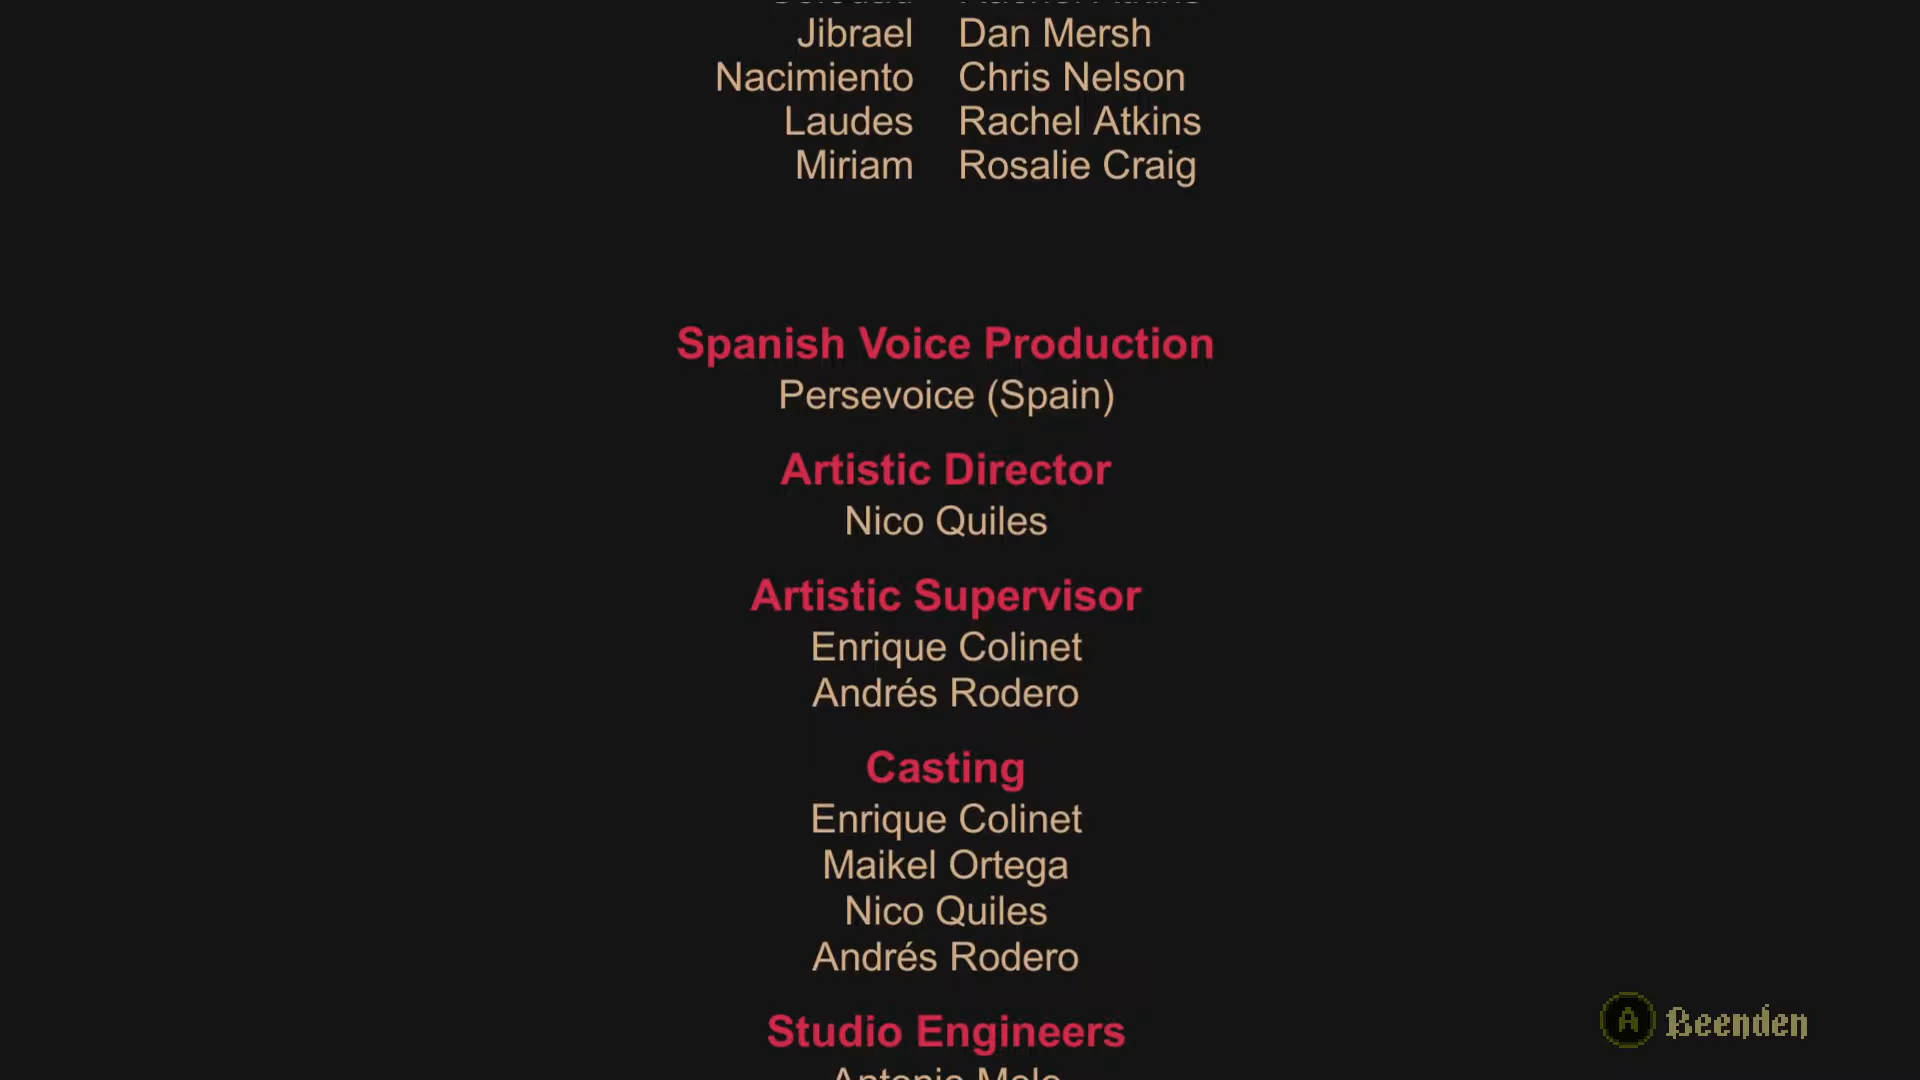 Jibrael Dan Mersh
Nacimiento Chris Nelson
Laudes Rachel Atkins
Miriam Rosalie Craig
Spanish Voice Production
Persevoice (Spain)
Artistic Director
Nico Quiles
Artistic Supervisor
Enrique Colinet
Andrés Rodero
Casting
Enrique Colinet
Maikel Ortega
Nico Quiles
Andrés Rodero
Studio Engineers
A Beenden